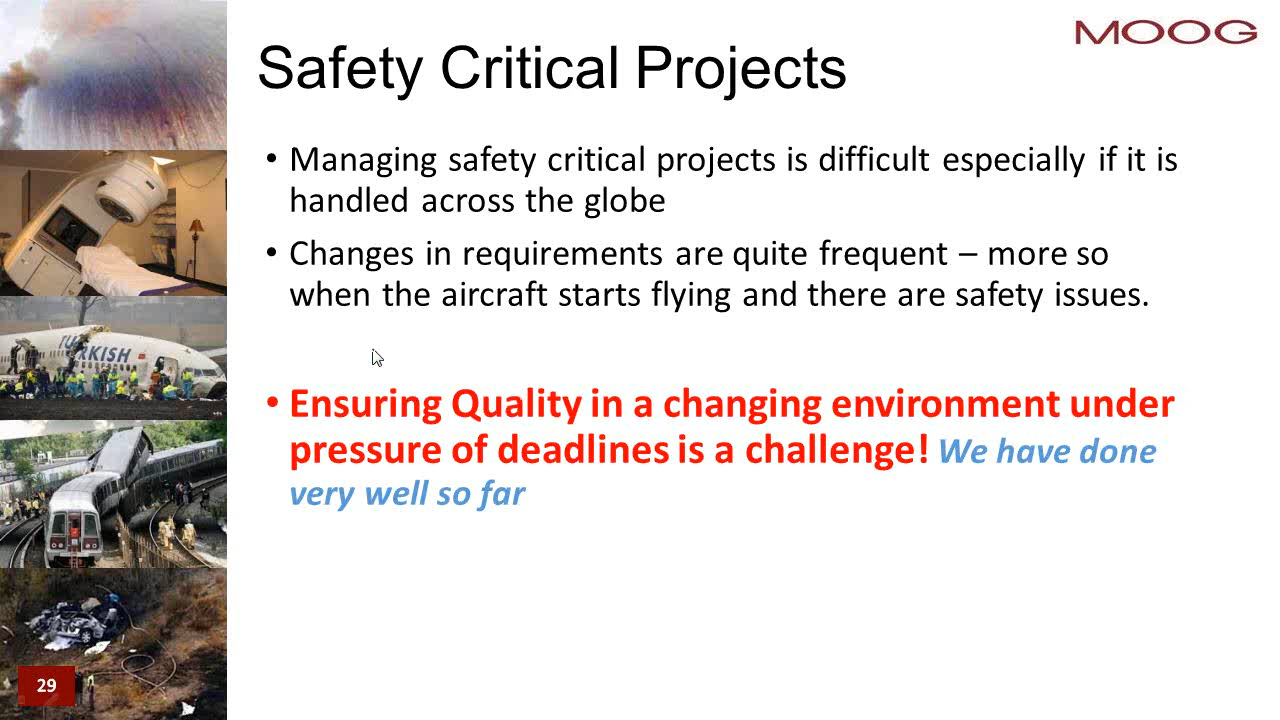 MOOG
Safety Critical Projects
• Managing safety critical projects is difficult especially if it is
handled across the globe
• Changes in requirements are quite frequent – more so
when the aircraft starts flying and there are safety issues.
TURKISH
• Ensuring Quality in a changing environment under
pressure of deadlines is a challenge! We have done
very well so far
29